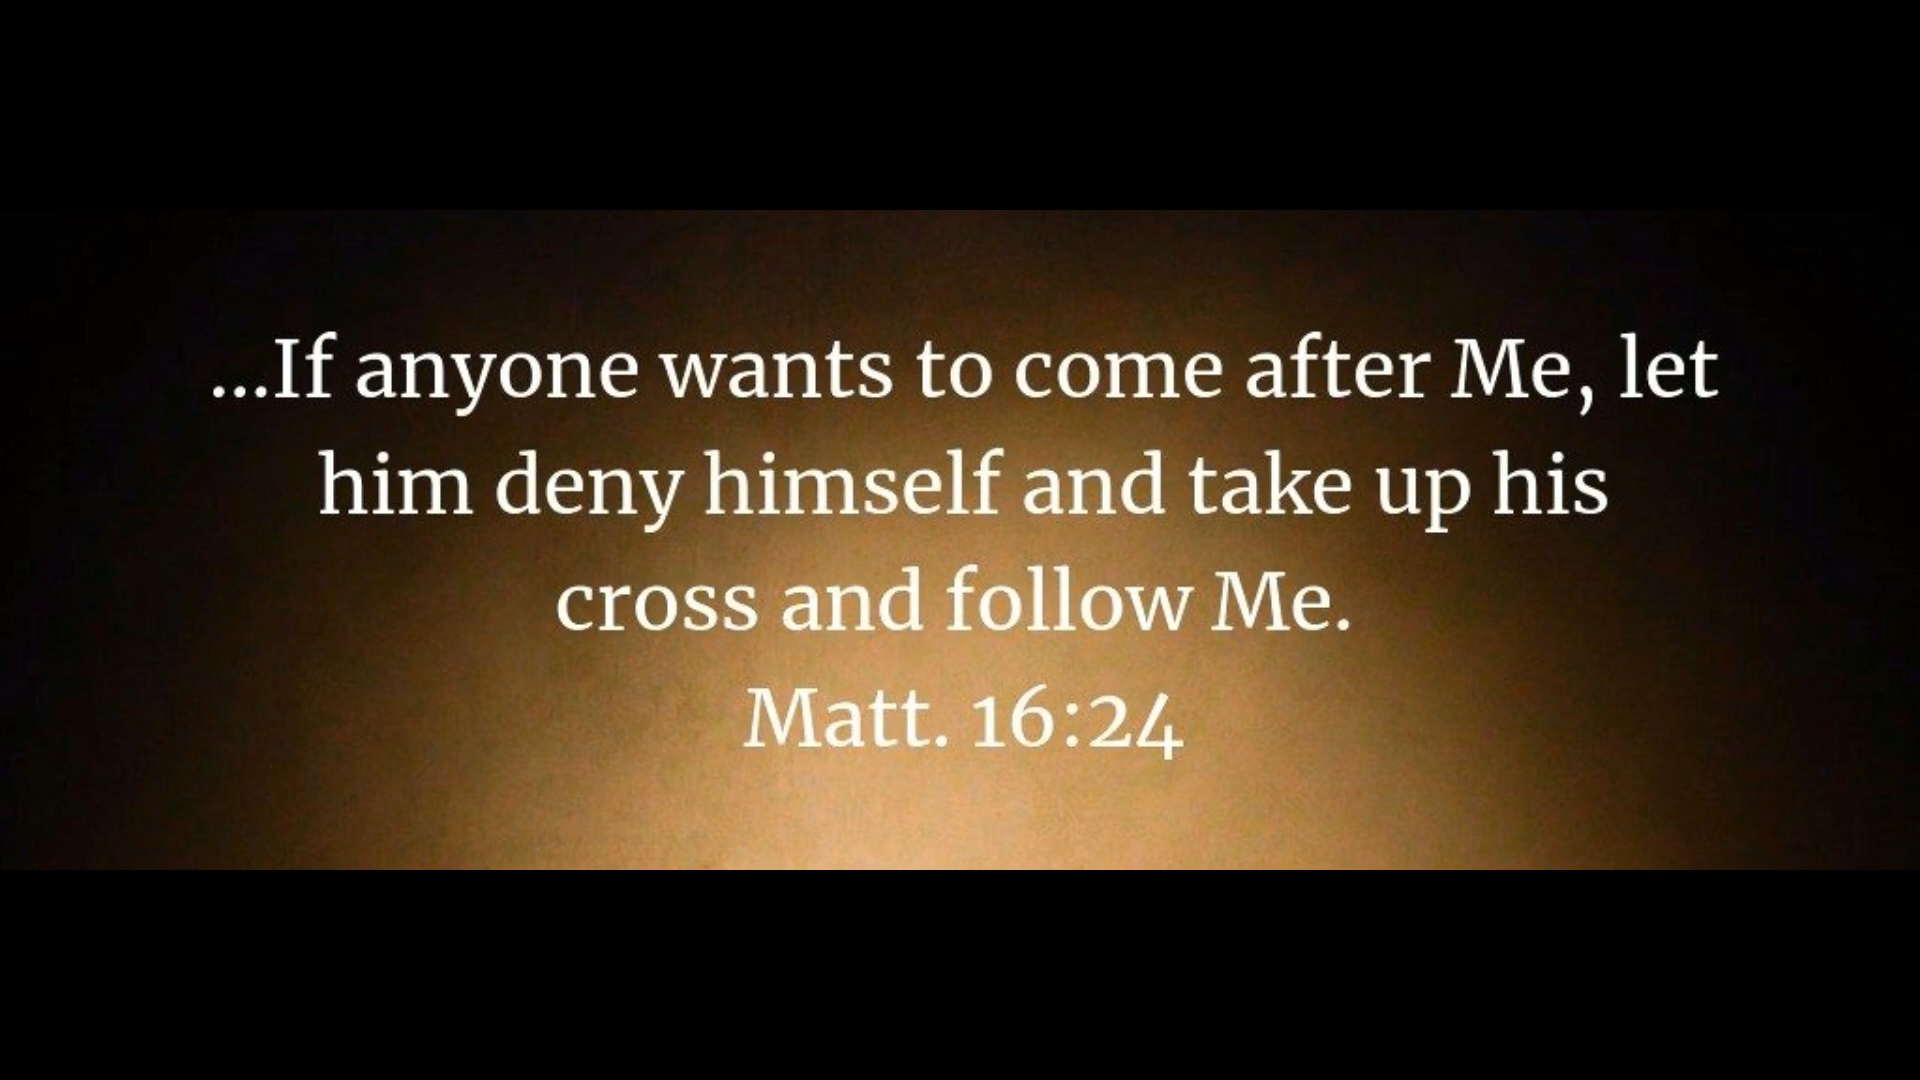 ...If anyone wants to come after Me, let
him deny himself and take up his
cross and follow Me.
Matt. 16:24